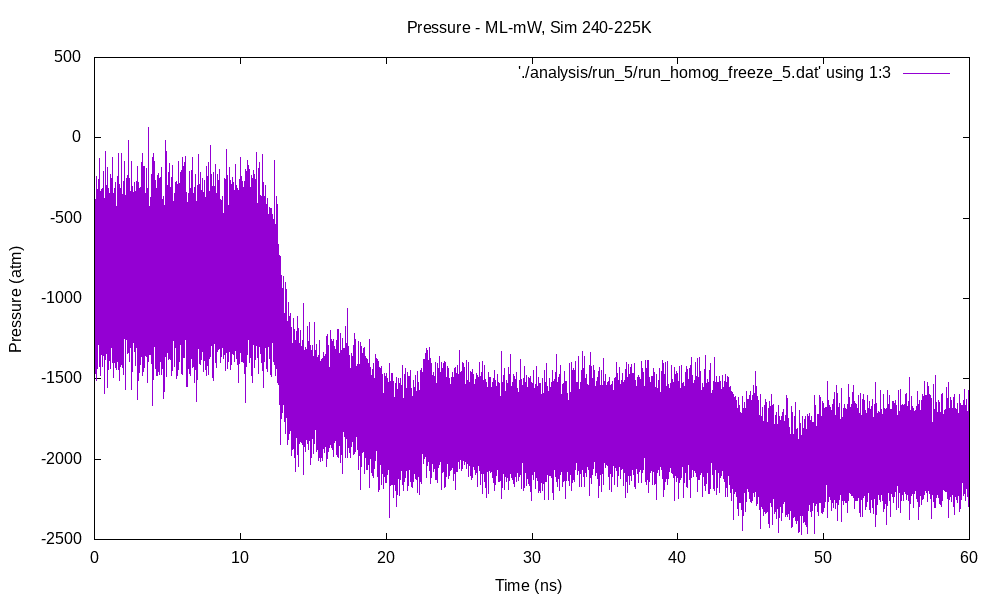 Pressure - ML-mW, Sim 240-225K
'./analysis/run_5/run_homog_freeze_5.dat' using 1:3
500
0
-500
-1000
-1500
-2000
-2500
Pressure (atm)
0 10 20 30 40 50 60
Time (ns)